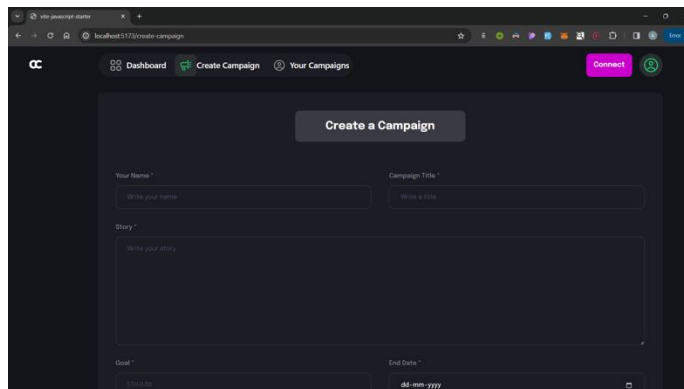 vite-javascript-starter
localhost:5173/create-campaign
Error
Dashboard
Create Campaign
Your Campaigns
Connect
Create a Campaign
Your Name *
Campaign Title *
Write your name
Write a title
Story *
Write your story
Goal *
End Date *
ETH 0.50
dd-mm-yyyy